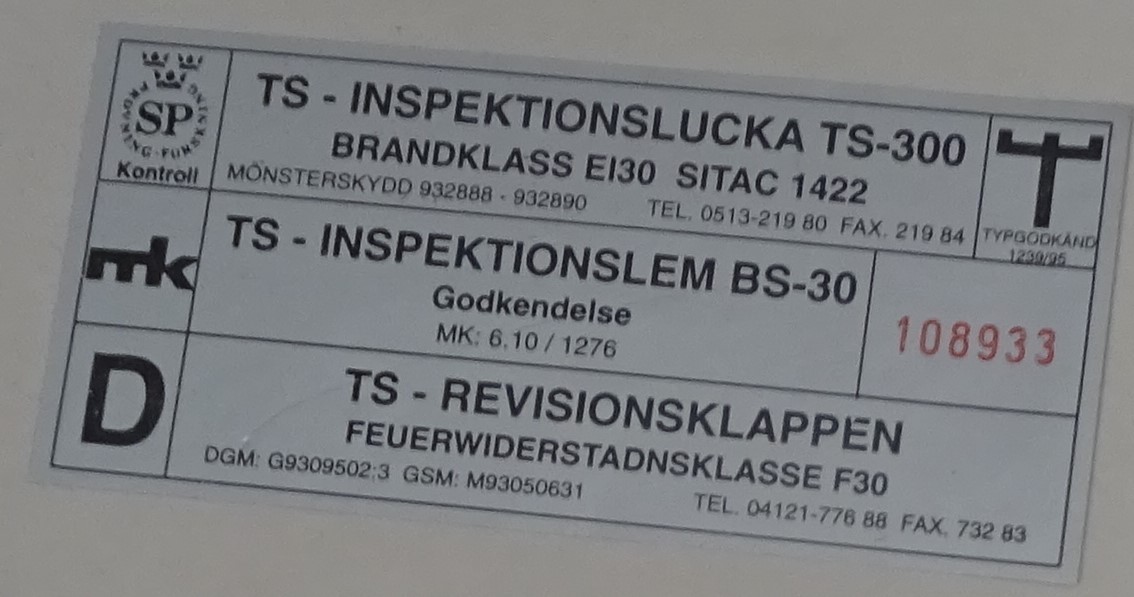 SP
PROVNING-FORSKNING
Kontroll
TS - INSPEKTIONSLUCKA TS-300
BRANDKLASS EI30 SITAC 1422
MÖNSTERSKYDD 932888 - 932890 TEL. 0513-219 80 FAX. 219 84
TYPGODKÄND
1239/95
mk
TS - INSPEKTIONSLEM BS-30
Godkendelse
MK: 6.10 / 1276
108933
D
TS - REVISIONSKLAPPEN
FEUERWIDERSTADNSKLASSE F30
DGM: G9309502;3 GSM: M93050631 TEL. 04121-776 88 FAX. 732 83